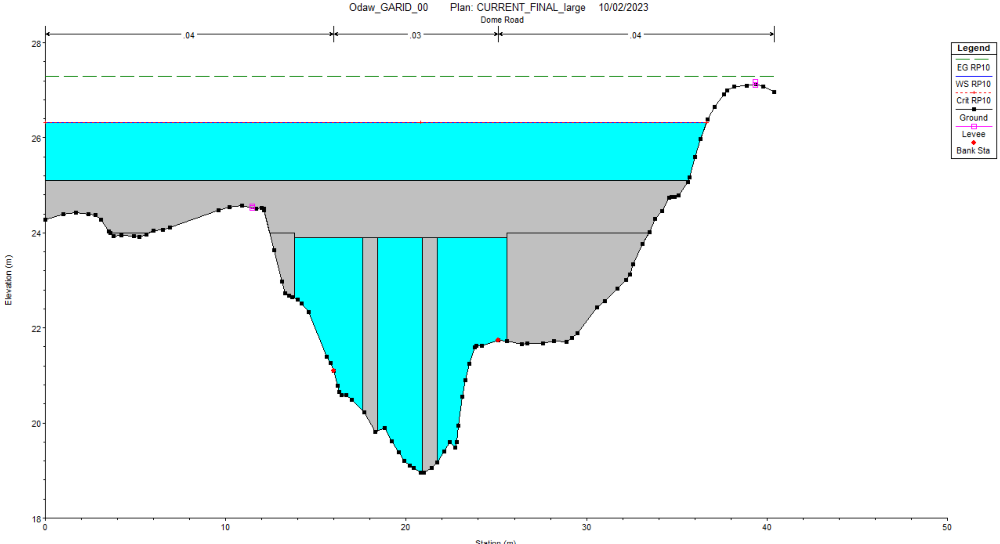 Odaw_GARID_00 Plan: CURRENT_FINAL_large 10/02/2023
Dome Road
.04 .03 .04
Legend
EG RP10
WS RP10
Crit RP10
Ground
Levee
Bank Sta
28
26
24
22
20
18
Elevation (m)
0 10 20 30 40 50
Station (m)